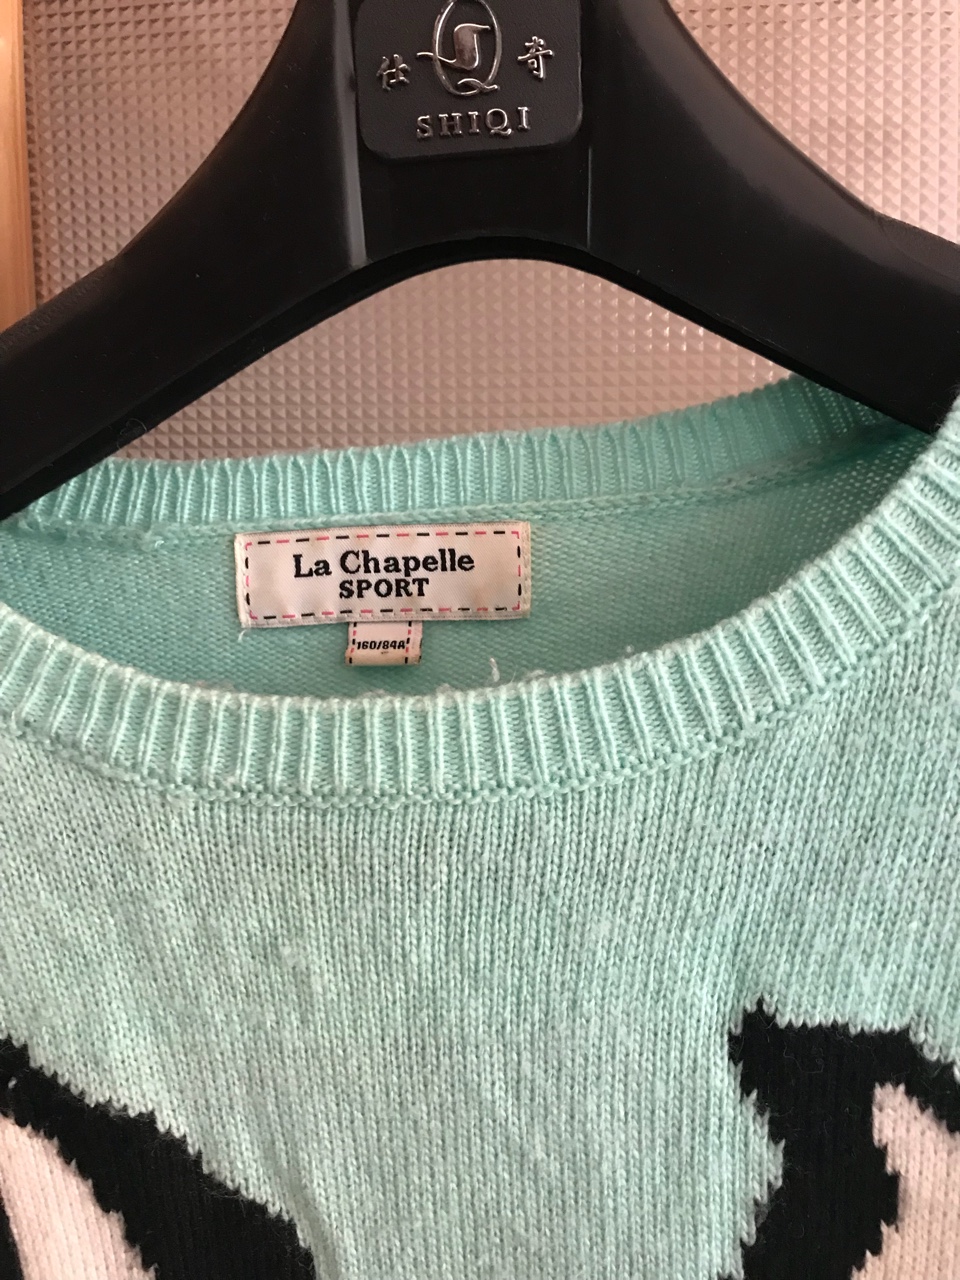 仕 奇
SHIQI
La Chapelle
SPORT
160/84A